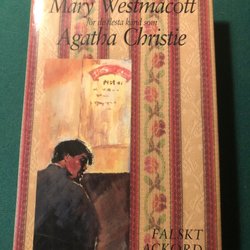 Mary Westmacott
för de flesta känd som
Agatha Christie
FALSKT
ACKORD